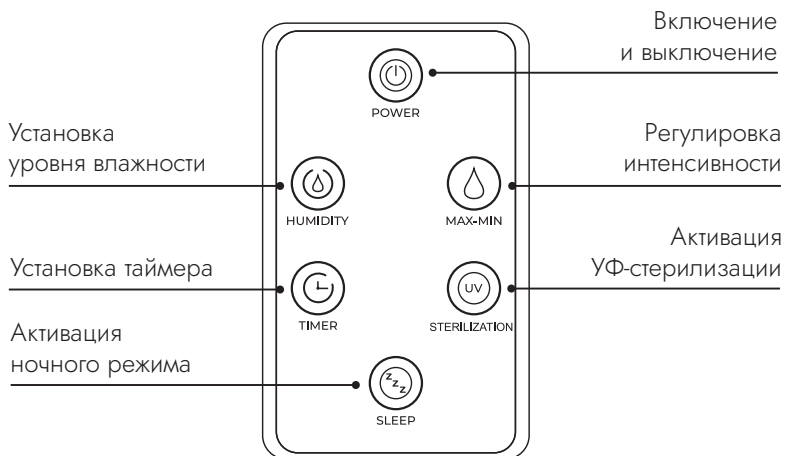 Включение
и выключение
POWER
Установка
уровня влажности
Регулировка
интенсивности
HUMIDITY
MAX-MIN
Установка таймера
Активация
УФ-стерилизации
TIMER
UV
STERILIZATION
Активация
ночного режима
zzz
SLEEP